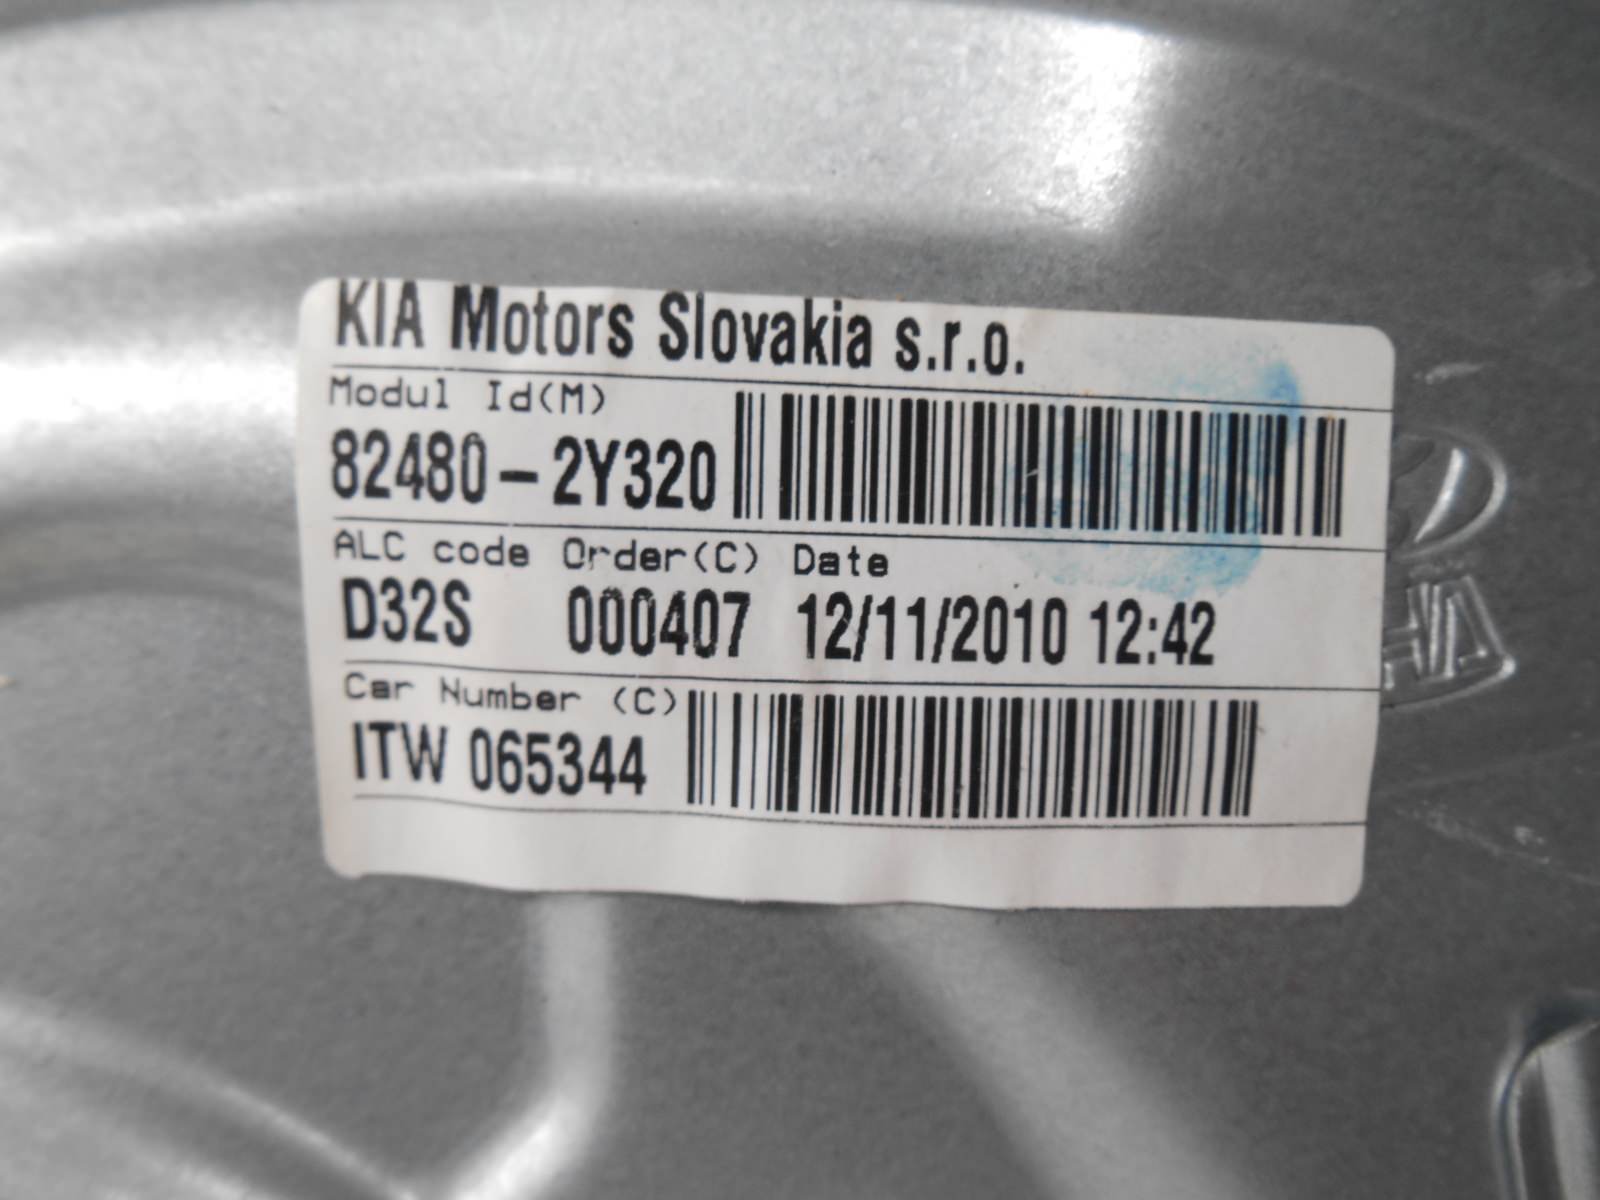 KIA Motors Slovakia s.r.o.
Modul Id(M)
82480-2Y320
ALC code Order(C) Date
D32S 000407 12/11/2010 12:42
Car Number (C)
ITW 065344